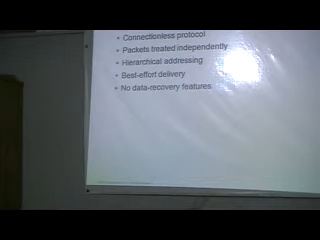 • Connectionless protocol
• Packets treated independently
• Hierarchical addressing
• Best-effort delivery
• No data-recovery features